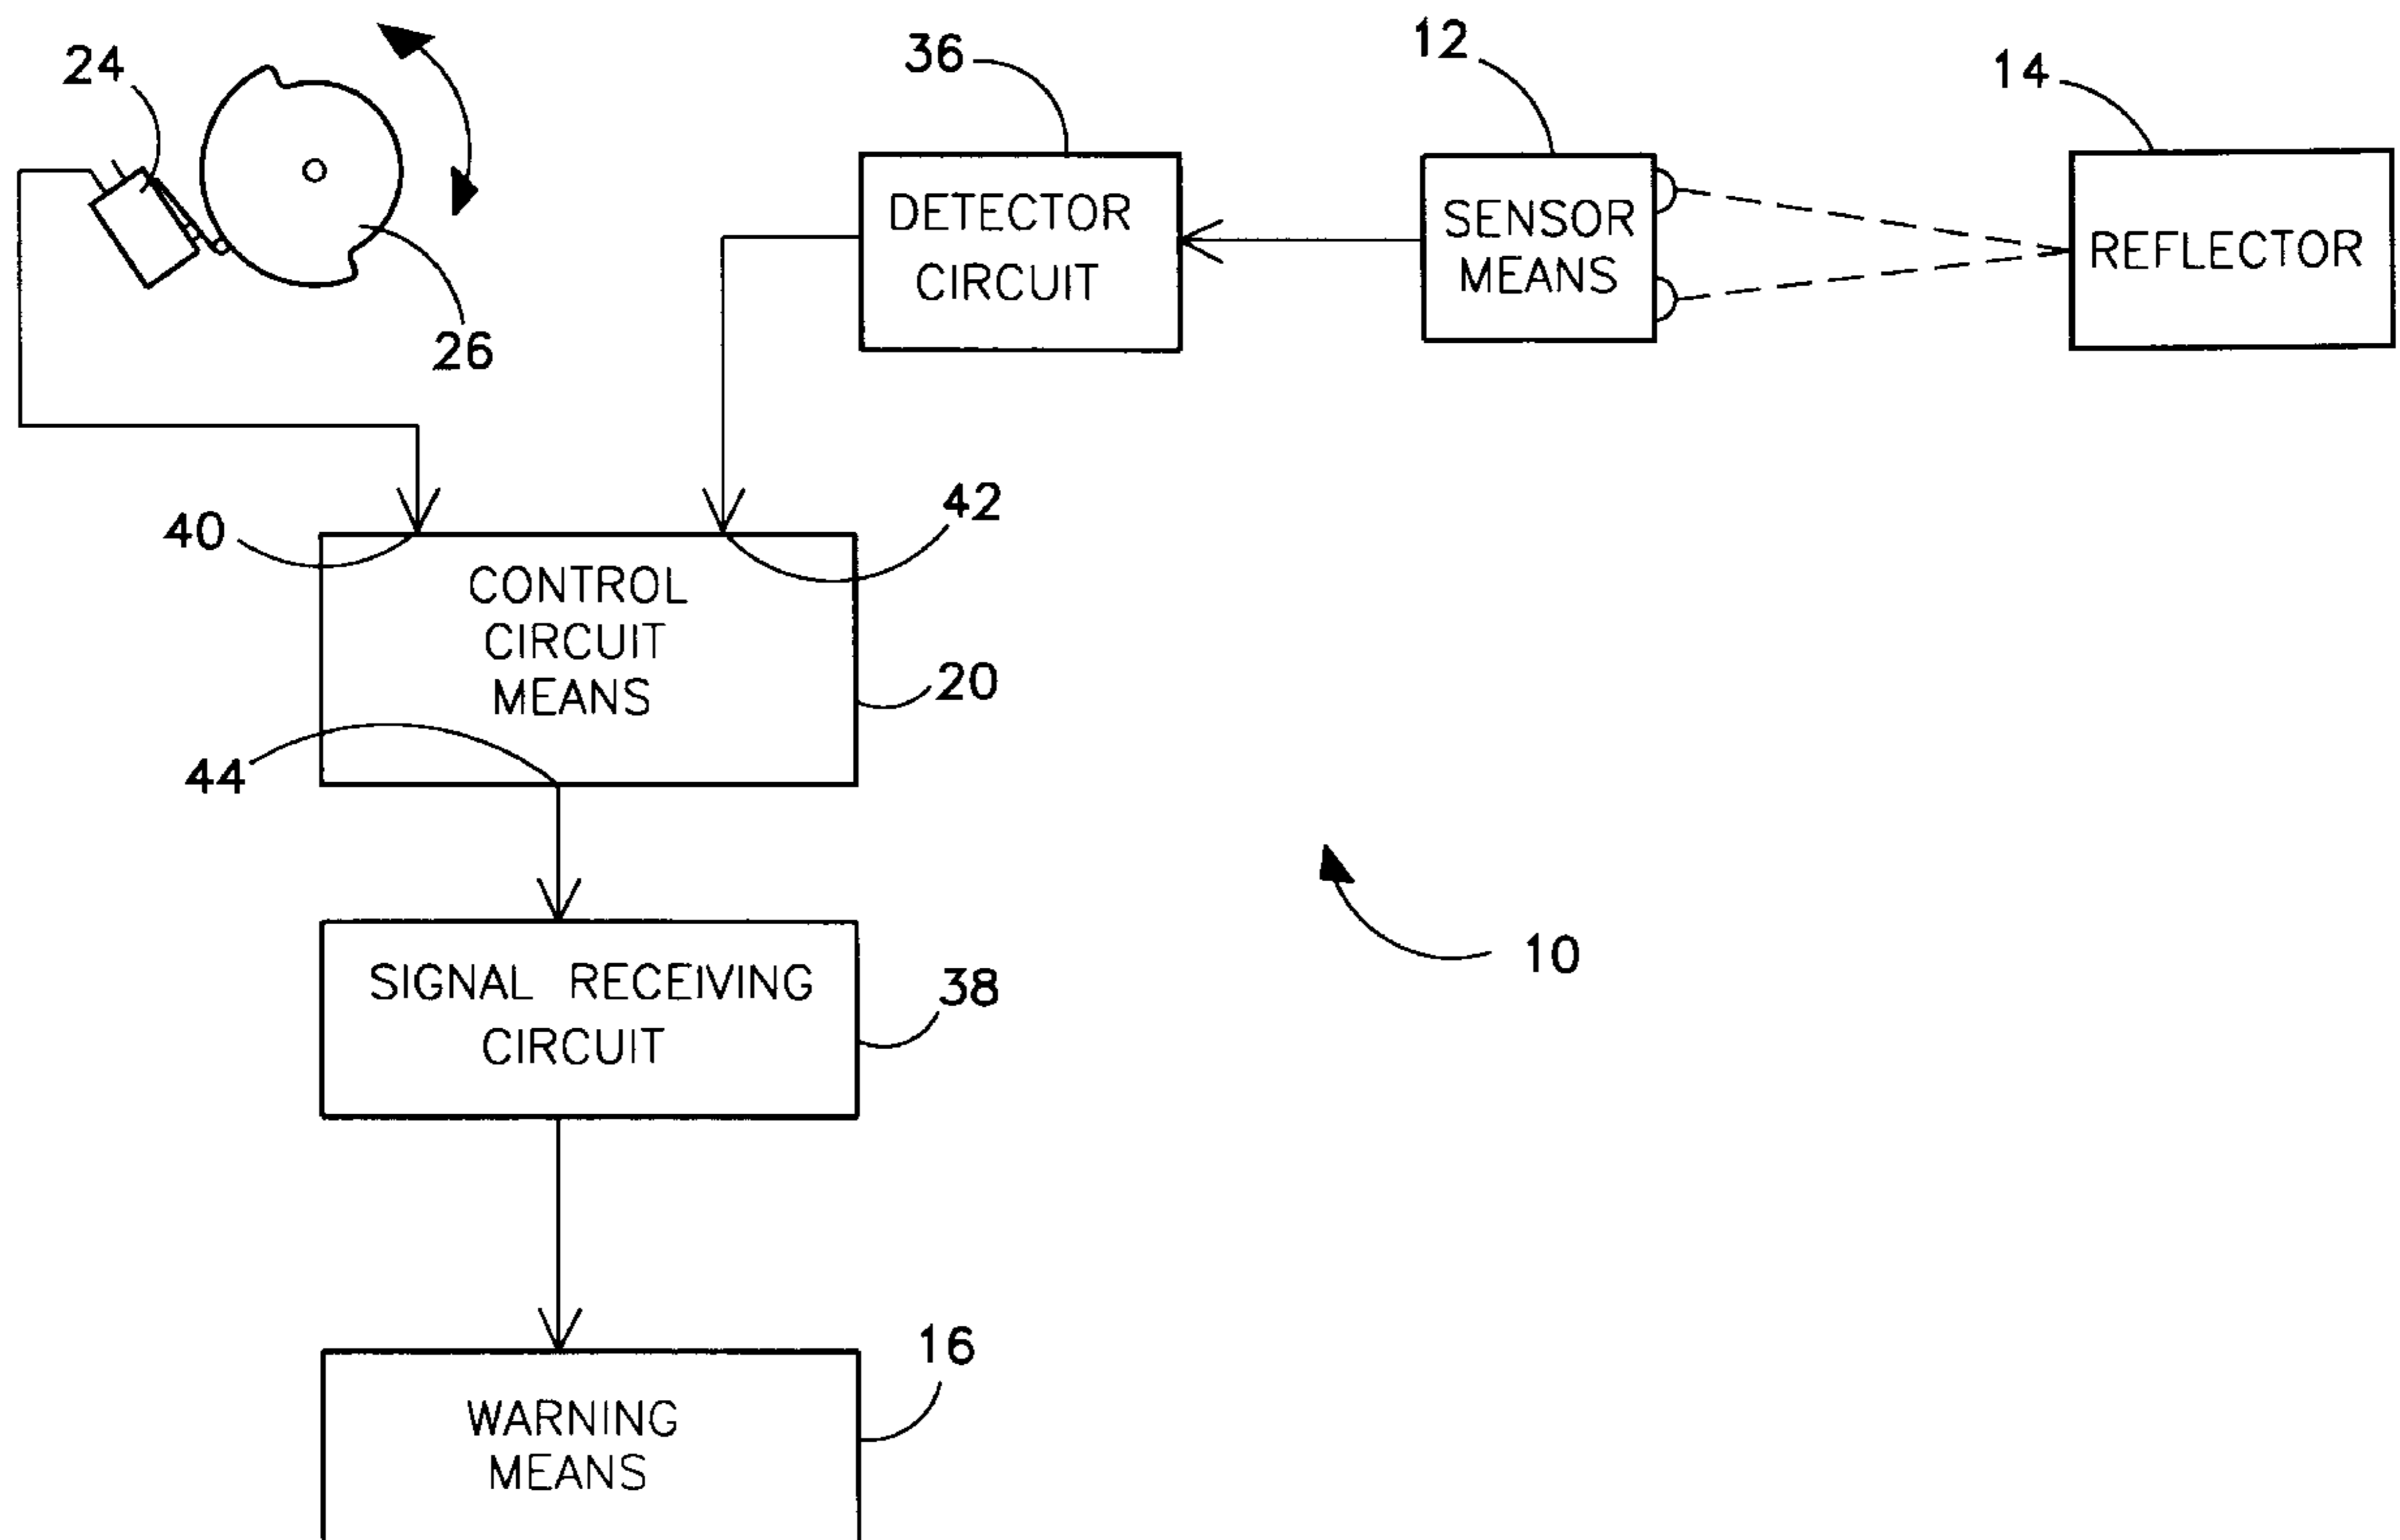 24
36
12
14
DETECTOR
CIRCUIT
SENSOR
MEANS
REFLECTOR
26
40
42
CONTROL
CIRCUIT
MEANS
20
44
SIGNAL RECEIVING
CIRCUIT
38
10
16
WARNING
MEANS